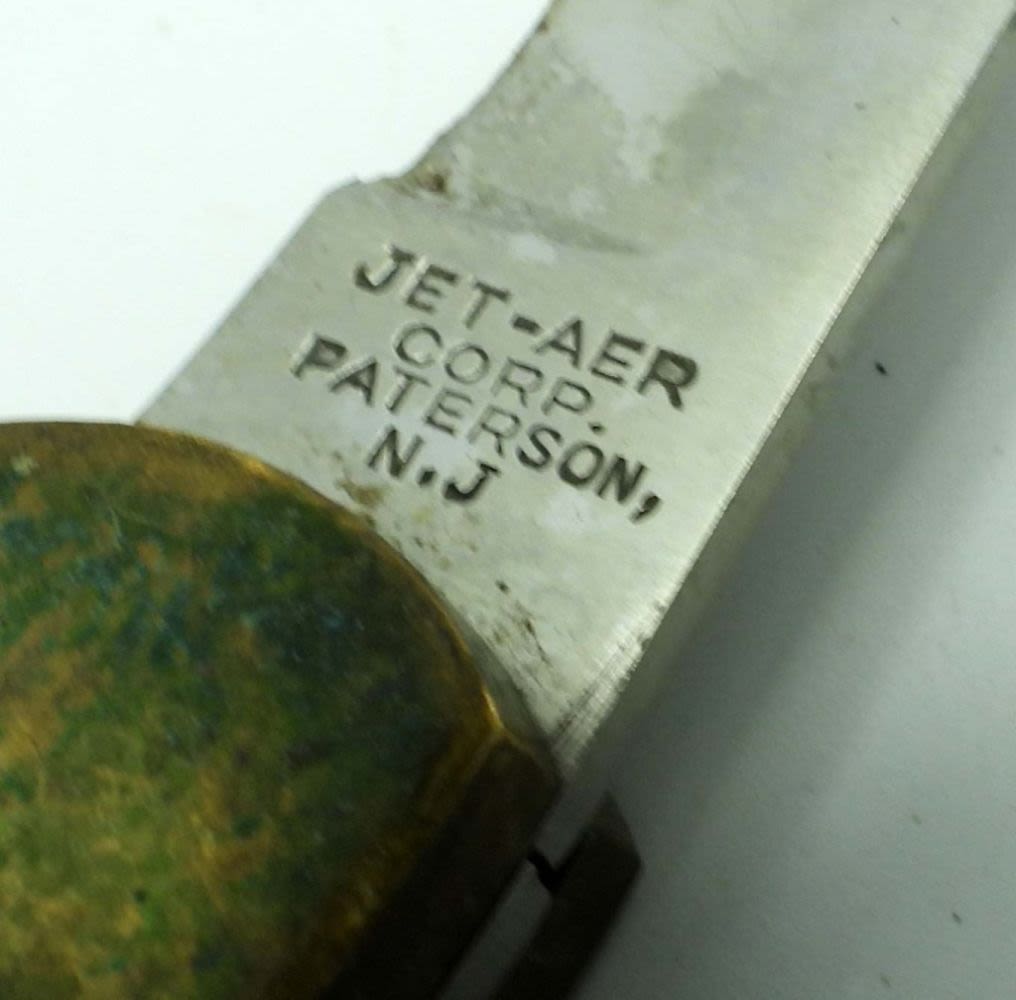 JET-AER
CORP.
PATERSON,
N.J